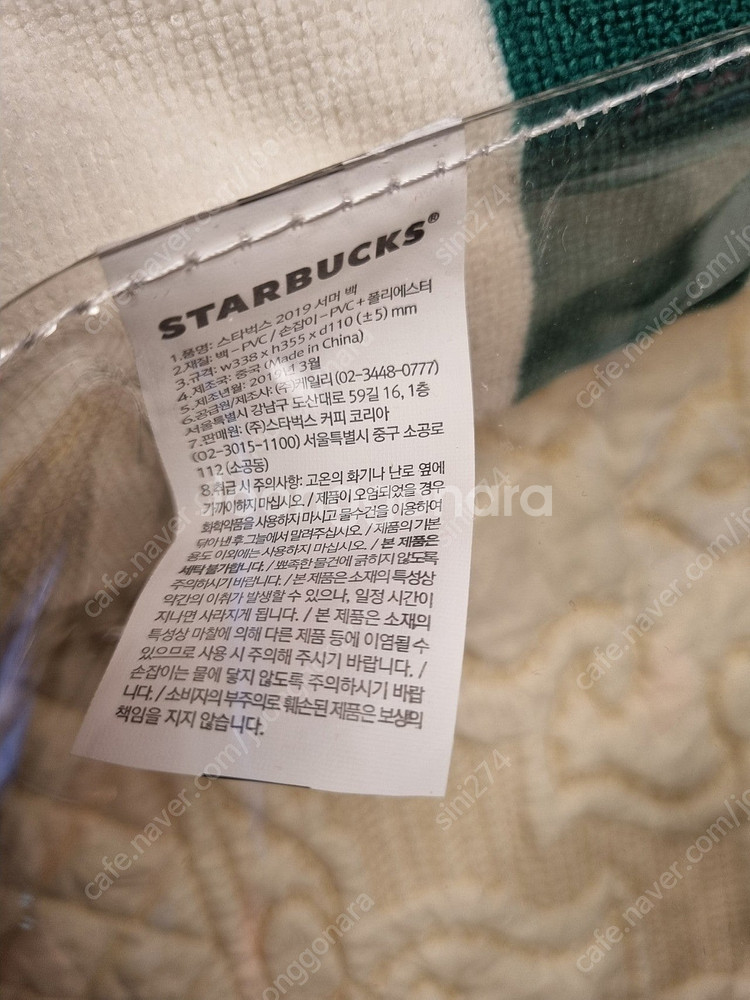 STARBUCKS®
1.품명: 스타벅스 2019 서머 백
2.재질: 백 – PVC / 손잡이 – PVC + 폴리에스터
3.규격: w338 x h355 x d110 (±5) mm
4.제조국: 중국 (Made in China)
5.제조년월: 2019년 3월
6.공급원/제조사: (주)케일리 (02-3448-0777)
서울특별시 강남구 도산대로 59길 16, 1층
7.판매원: (주)스타벅스 커피 코리아
(02-3015-1100) 서울특별시 중구 소공로
112 (소공동)
8.취급 시 주의사항: 고온의 화기나 난로 옆에
가까이하지 마십시오. / 제품이 오염되었을 경우
화학약품을 사용하지 마시고 물수건을 이용하여
닦아 낸 후 그늘에서 말려주십시오. / 제품의 기본
용도 이외에는 사용하지 마십시오. / 본 제품은
세탁 불가합니다. / 뾰족한 물건에 긁히지 않도록
주의하시기 바랍니다. / 본 제품은 소재의 특성상
약간의 이취가 발생할 수 있으나, 일정 시간이
지나면 사라지게 됩니다. / 본 제품은 소재의
특성상 마찰에 의해 다른 제품 등에 이염될 수
있으므로 사용 시 주의해 주시기 바랍니다. /
손잡이는 물에 닿지 않도록 주의하시기 바랍
니다. / 소비자의 부주의로 훼손된 제품은 보상의
책임을 지지 않습니다.
sini274
sini274
sini274